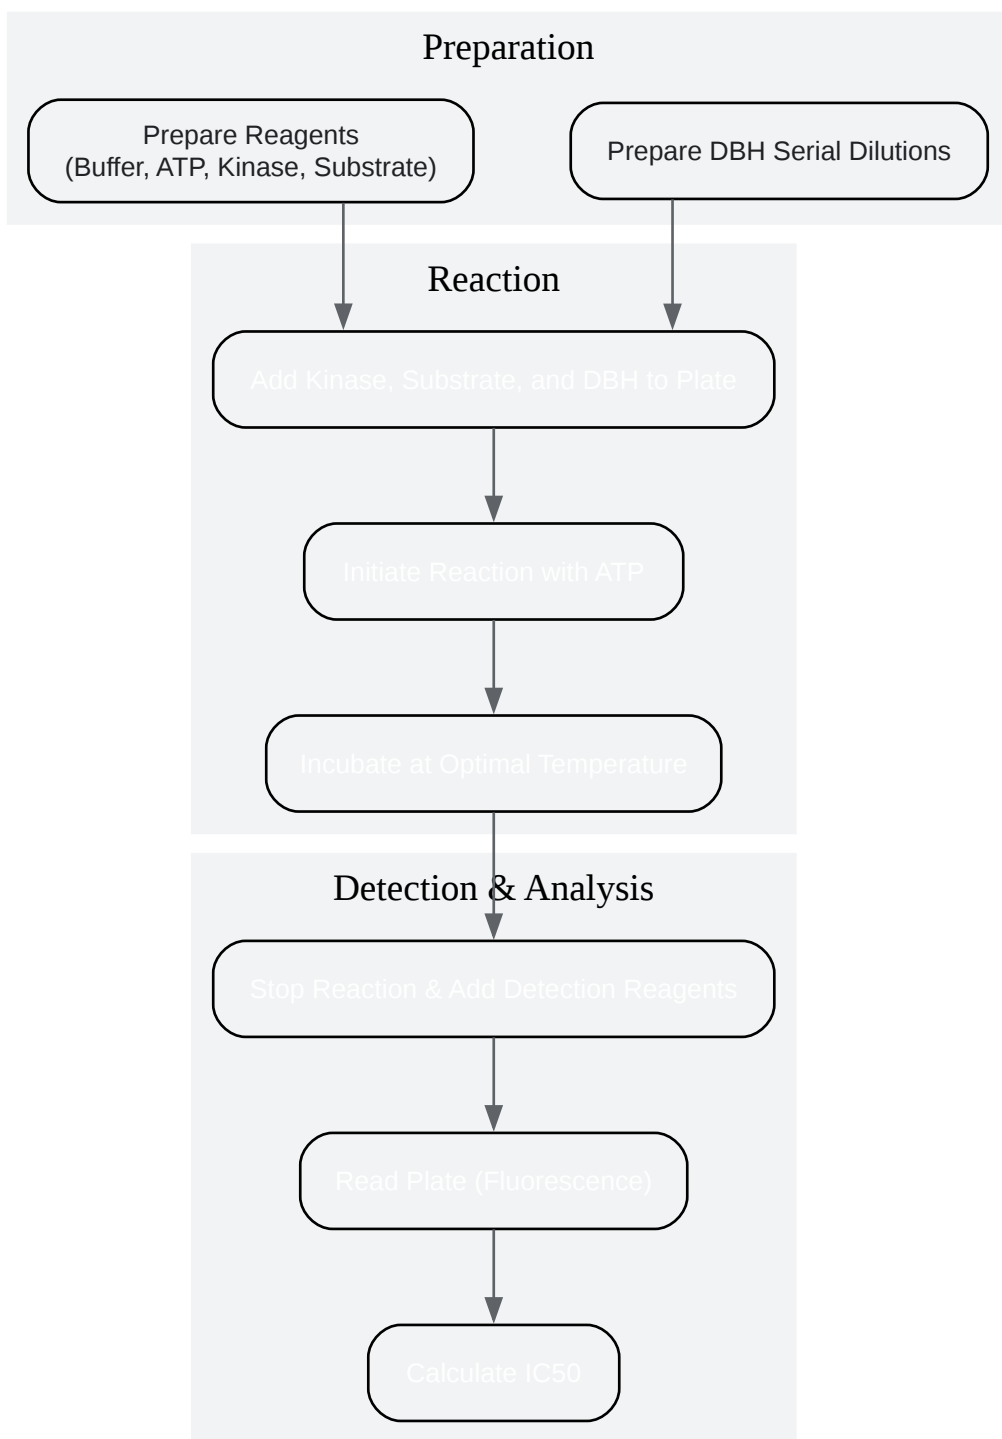 Preparation
Prepare Reagents
(Buffer, ATP, Kinase, Substrate)
Prepare DBH Serial Dilutions
Reaction
Add Kinase, Substrate, and DBH to Plate
Initiate Reaction with ATP
Incubate at Optimal Temperature
Detection & Analysis
Stop Reaction & Add Detection Reagents
Read Plate (Fluorescence)
Calculate IC50